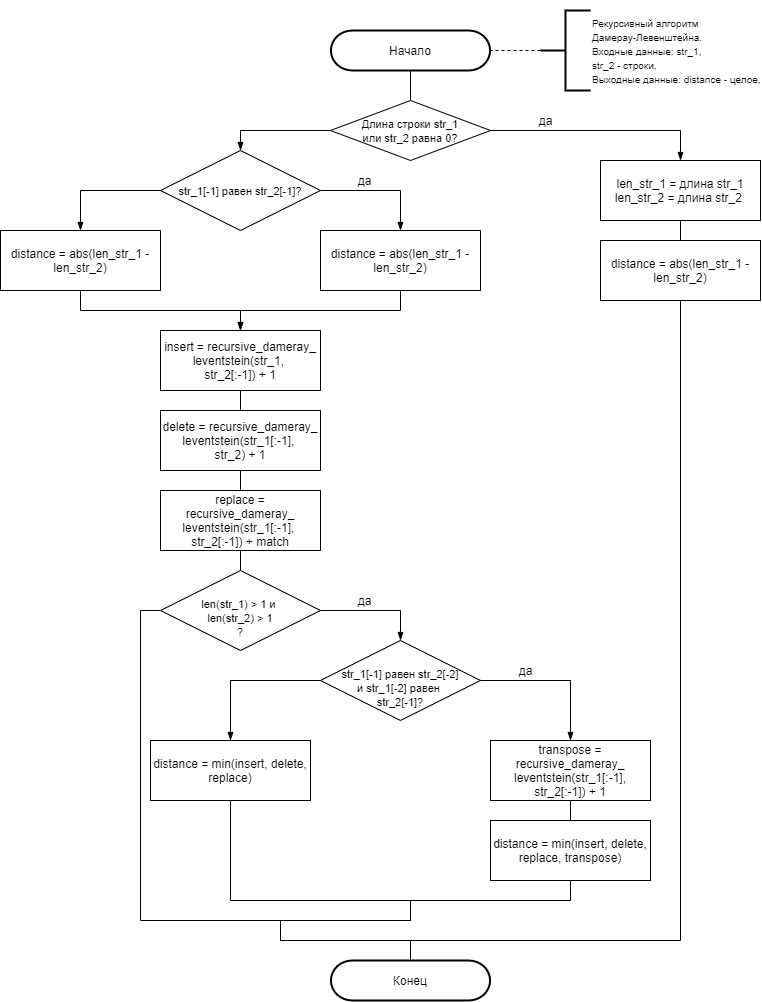 Начало
Рекурсивный алгоритм
Дамерау-Левенштейна.
Входные данные: str_1,
str_2 - строки,
Выходные данные: distance - целое,
Длина строки str_1
или str_2 равна 0?
да
str_1[-1] равен str_2[-1]?
да
len_str_1 = длина str_1
len_str_2 = длина str_2
distance = abs(len_str_1 -
len_str_2)
distance = abs(len_str_1 -
len_str_2)
distance = abs(len_str_1 -
len_str_2)
insert = recursive_dameray_
leventstein(str_1,
str_2[:-1]) + 1
delete = recursive_dameray_
leventstein(str_1[:-1],
str_2) + 1
replace =
recursive_dameray_
leventstein(str_1[:-1],
str_2[:-1]) + match
len(str_1) > 1 и
len(str_2) > 1
?
да
str_1[-1] равен str_2[-2]
и str_1[-2] равен
str_2[-1]?
да
distance = min(insert, delete,
replace)
transpose =
recursive_dameray_
leventstein(str_1[:-1],
str_2[:-1]) + 1
distance = min(insert, delete,
replace, transpose)
Конец